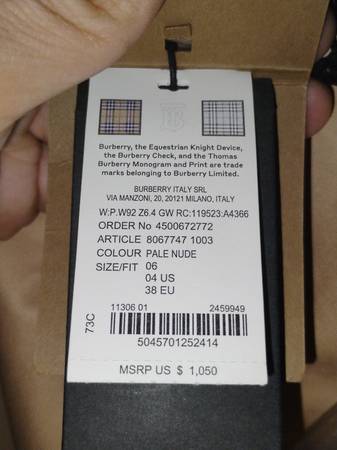 Burberry, the Equestrian Knight Device,
the Burberry Check, and the Thomas
Burberry Monogram and Print are trade
marks belonging to Burberry Limited.
BURBERRY ITALY SRL
VIA MANZONI, 20, 20121 MILANO, ITALY
W:P.W92 Z6.4 GW RC:119523:A4366
ORDER No 4500672772
ARTICLE 8067747 1003
COLOUR PALE NUDE
SIZE/FIT 06
04 US
38 EU
11306 01 2459949
73C
5045701252414
MSRP US $ 1,050